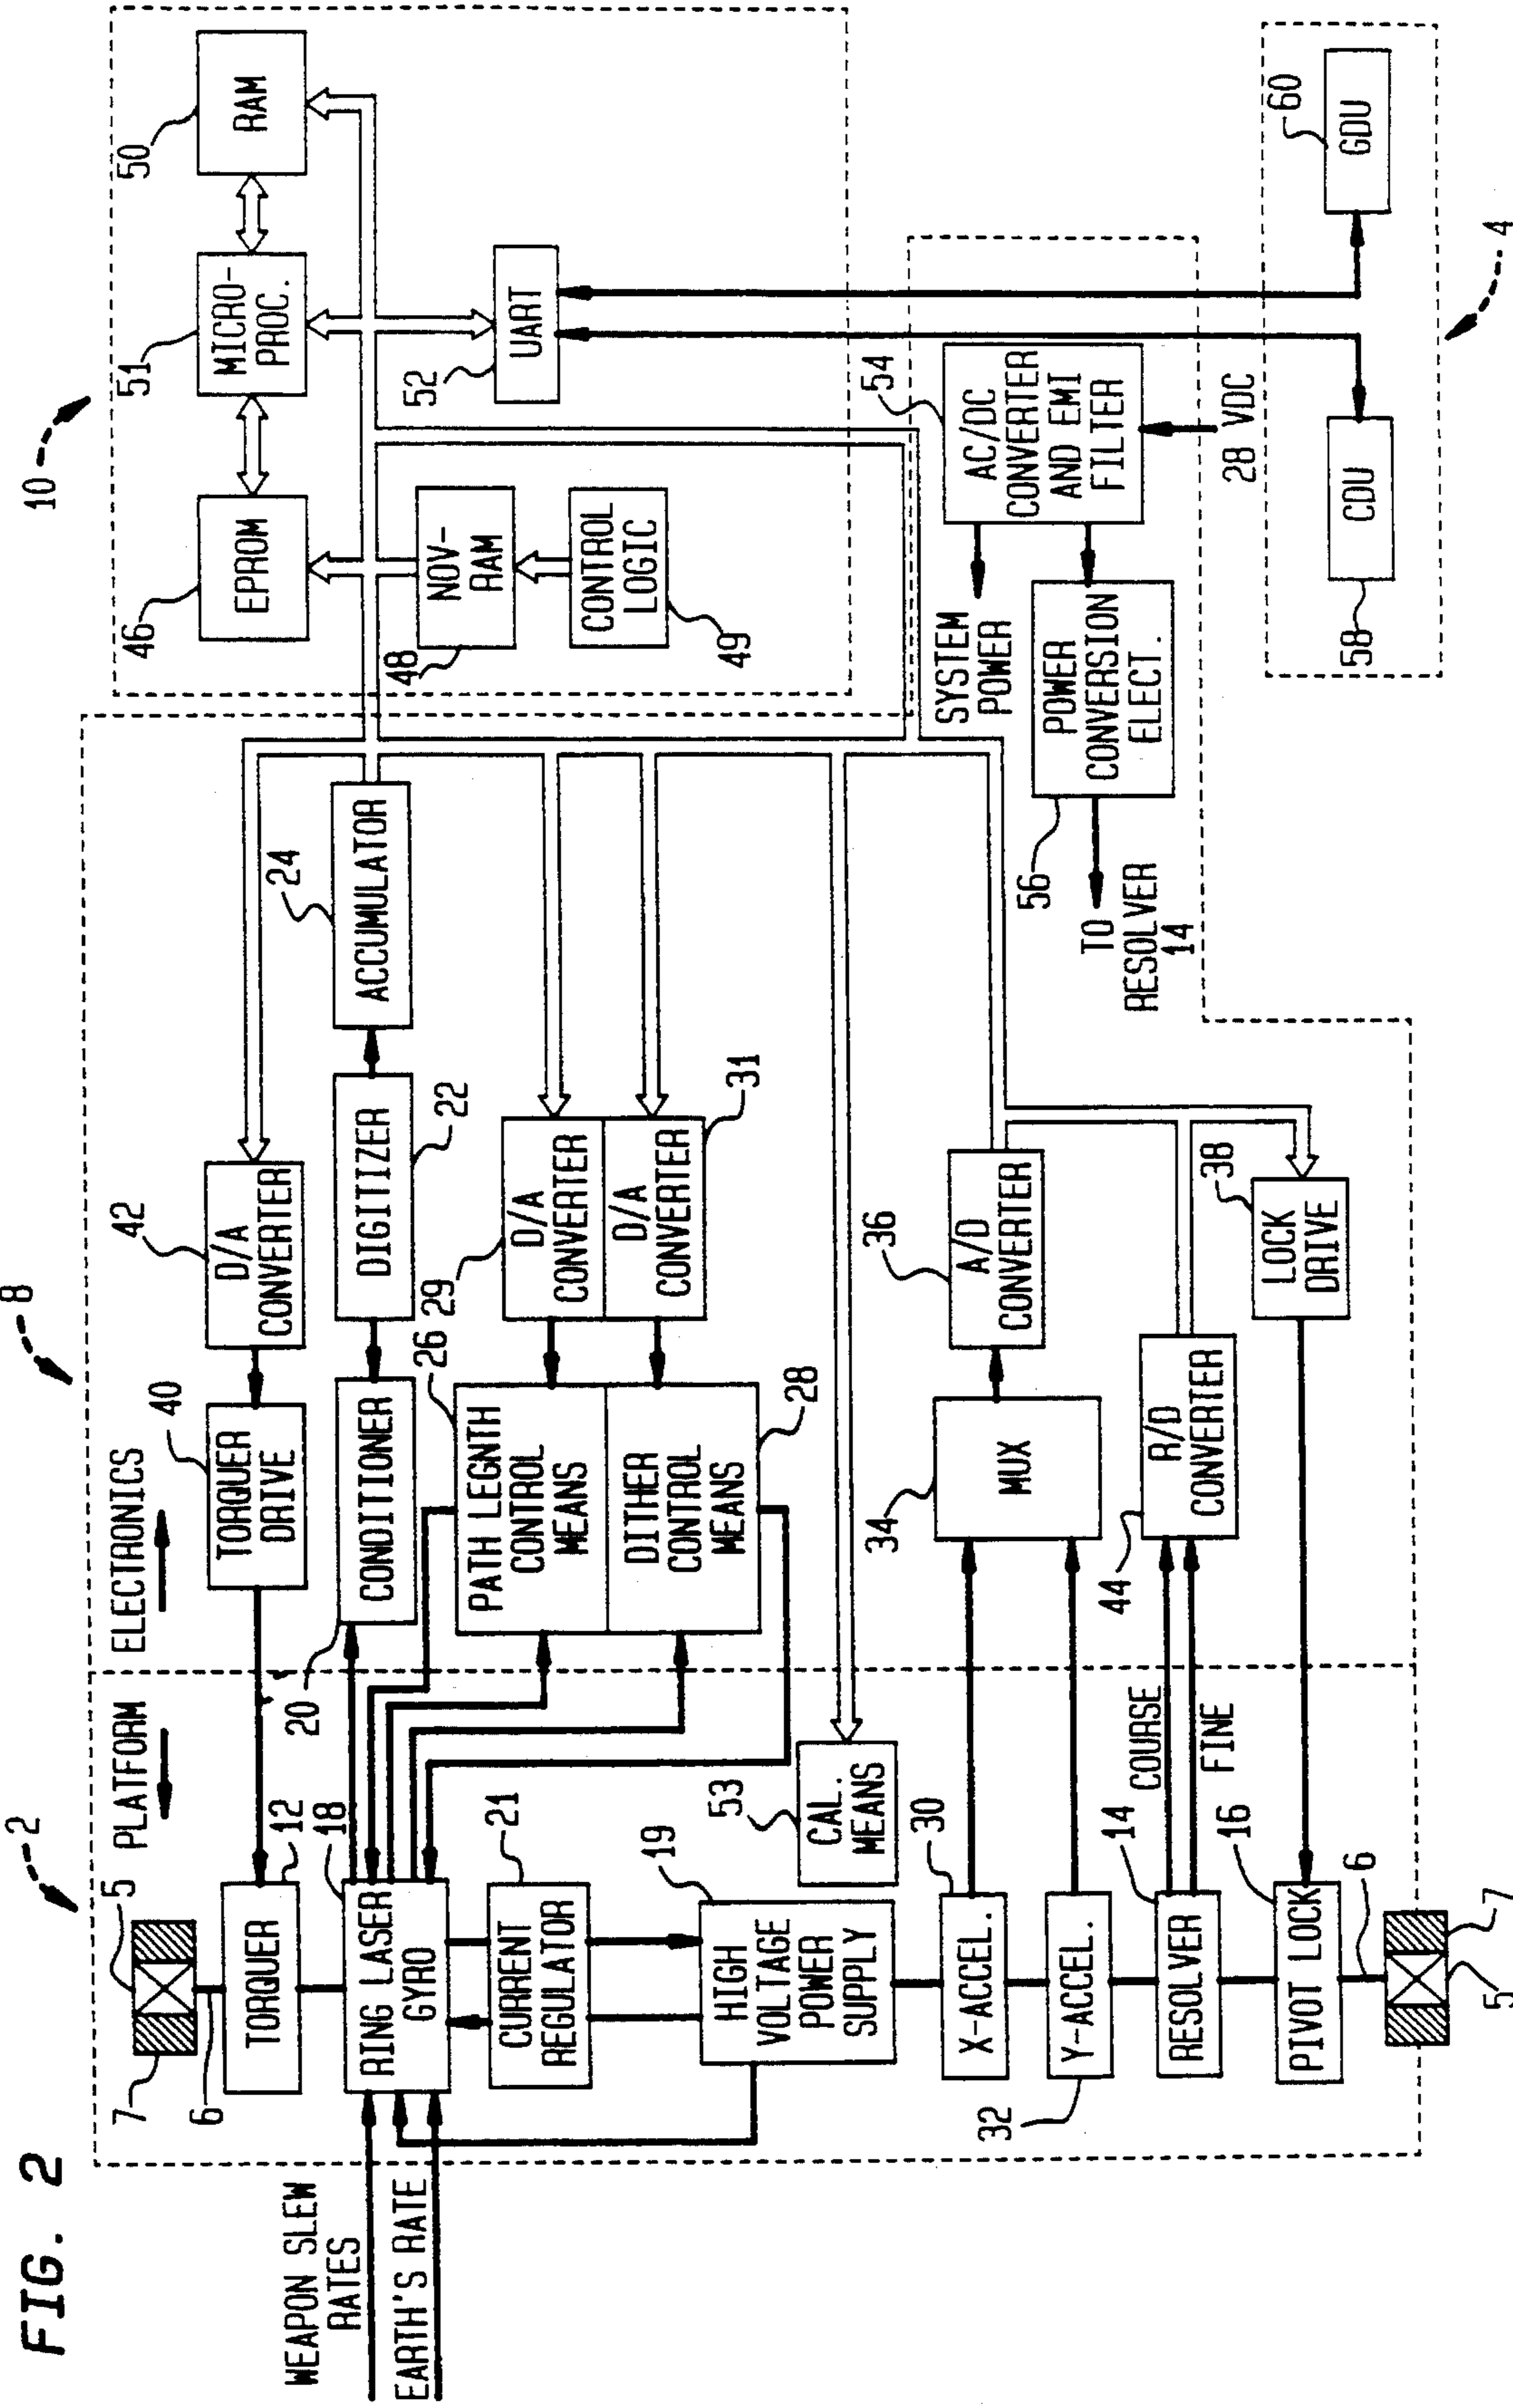 FIG. 2
2
8
10
PLATFORM
ELECTRONICS
WEAPON SLEW
RATES
EARTH'S RATE
7
5
6
TORQUER
12
TORQUER
DRIVE
40
D/A
CONVERTER
42
RING LASER
GYRO
18
CONDITIONER
20
DIGITIZER
22
ACCUMULATOR
24
CURRENT
REGULATOR
21
PATH LEGNTH
CONTROL
MEANS
26
DITHER
CONTROL
MEANS
28
D/A
CONVERTER
29
D/A
CONVERTER
31
HIGH
VOLTAGE
POWER
SUPPLY
19
CAL.
MEANS
53
X-ACCEL.
30
Y-ACCEL.
32
MUX
34
A/D
CONVERTER
36
RESOLVER
14
COURSE
FINE
R/D
CONVERTER
44
PIVOT LOCK
16
LOCK
DRIVE
38
6
7
5
EPROM
46
MICRO-
PROC.
51
RAM
50
NOV-
RAM
48
CONTROL
LOGIC
49
UART
52
SYSTEM
POWER
AC/DC
CONVERTER
AND EMI
FILTER
54
28 VDC
POWER
CONVERSION
ELECT.
56
TO
RESOLVER
14
CDU
58
GDU
60
4